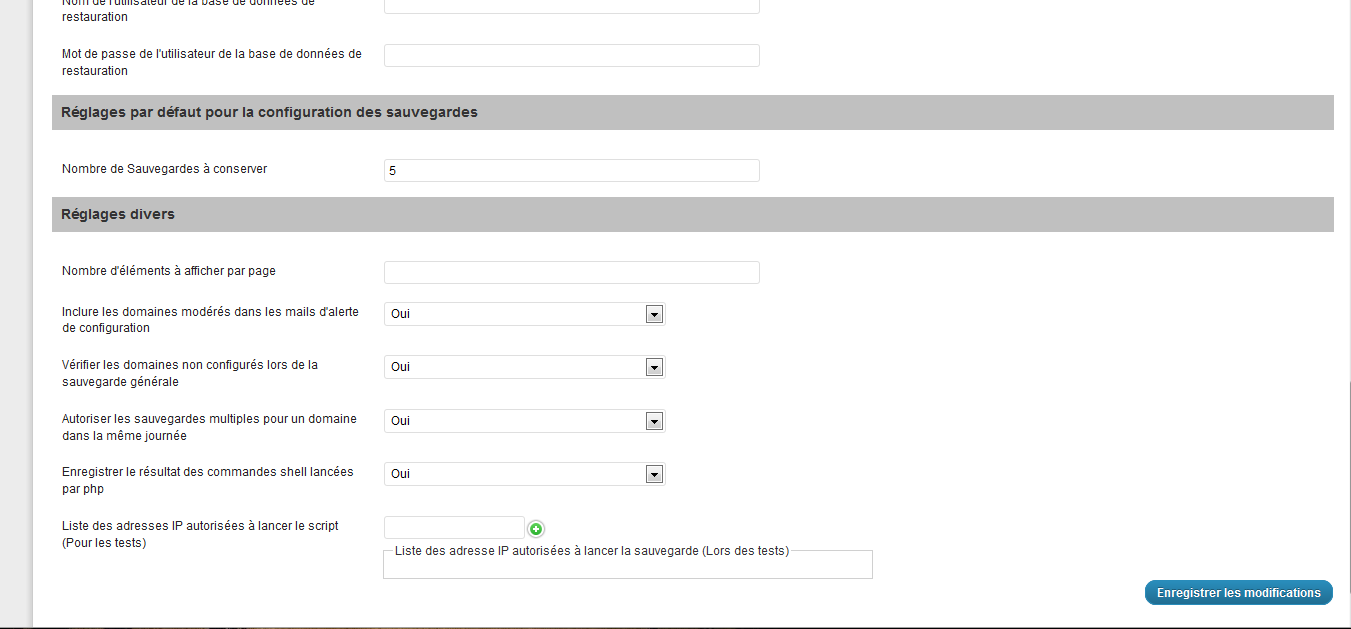 Nom de l'utilisateur de la base de données de
restauration
Mot de passe de l'utilisateur de la base de données de
restauration
Réglages par défaut pour la configuration des sauvegardes
Nombre de Sauvegardes à conserver
5
Réglages divers
Nombre d'éléments à afficher par page
Inclure les domaines modérés dans les mails d'alerte
de configuration
Oui
Vérifier les domaines non configurés lors de la
sauvegarde générale
Oui
Autoriser les sauvegardes multiples pour un domaine
dans la même journée
Oui
Enregistrer le résultat des commandes shell lancées
par php
Oui
Liste des adresses IP autorisées à lancer le script
(Pour les tests)
Liste des adresse IP autorisées à lancer la sauvegarde (Lors des tests)
Enregistrer les modifications